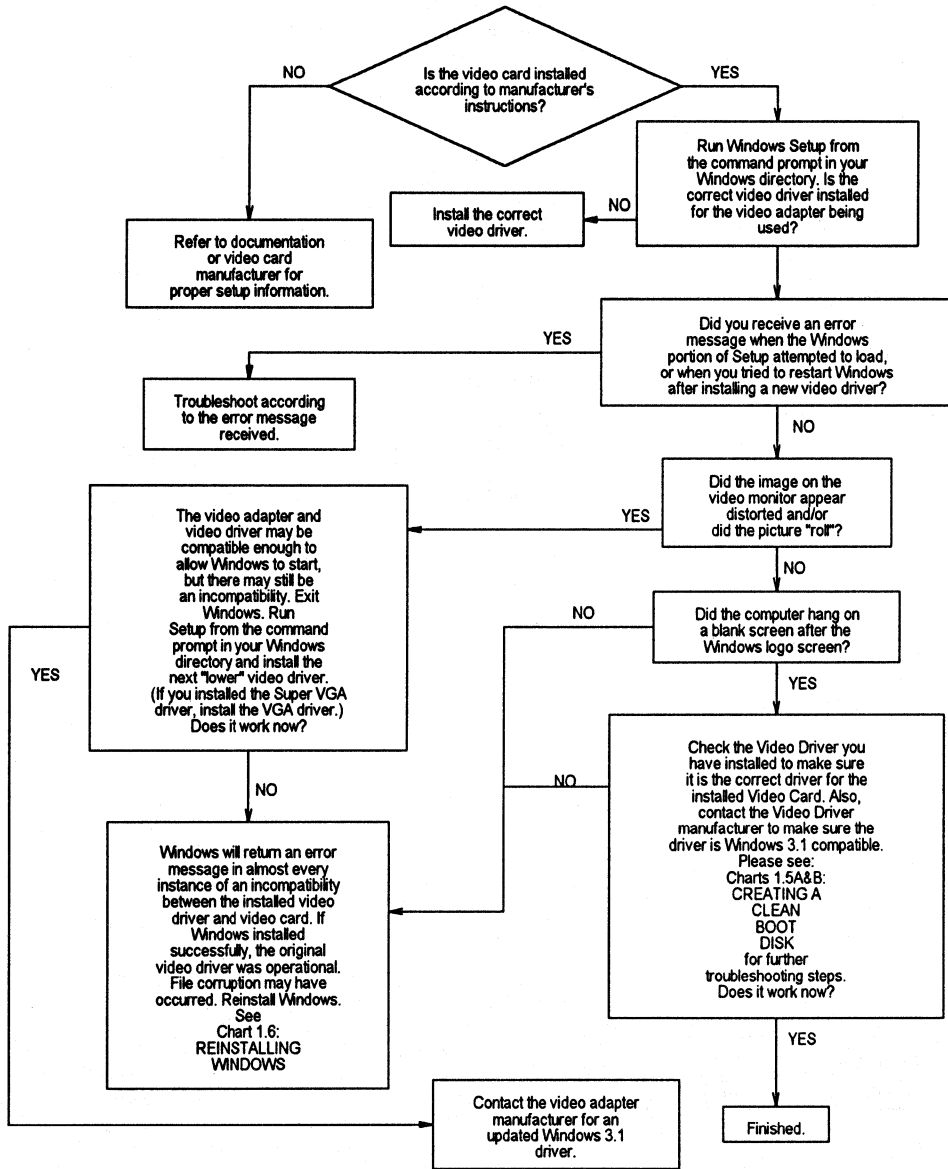 Is the video card installed
according to manufacturer's
instructions?
NO
YES
Run Windows Setup from
the command prompt in your
Windows directory. Is the
correct video driver installed
for the video adapter being
used?
NO
Install the correct
video driver.
Refer to documentation
or video card
manufacturer for
proper setup information.
Did you receive an error
message when the Windows
portion of Setup attempted to load,
or when you tried to restart Windows
after installing a new video driver?
YES
Troubleshoot according
to the error message
received.
NO
Did the image on the
video monitor appear
distorted and/or
did the picture "roll"?
YES
The video adapter and
video driver may be
compatible enough to
allow Windows to start,
but there may still be
an incompatibility. Exit
Windows. Run
Setup from the command
prompt in your Windows
directory and install the
next "lower" video driver.
(If you installed the Super VGA
driver, install the VGA driver.)
Does it work now?
NO
Did the computer hang on
a blank screen after the
Windows logo screen?
NO
YES
YES
Check the Video Driver you
have installed to make sure
it is the correct driver for the
installed Video Card. Also,
contact the Video Driver
manufacturer to make sure the
driver is Windows 3.1 compatible.
Please see:
Charts 1.5A&B:
CREATING A
CLEAN
BOOT
DISK
for further
troubleshooting steps.
Does it work now?
NO
NO
Windows will return an error
message in almost every
instance of an incompatibility
between the installed video
driver and video card. If
Windows installed
successfully, the original
video driver was operational.
File corruption may have
occurred. Reinstall Windows.
See
Chart 1.6:
REINSTALLING
WINDOWS
YES
Contact the video adapter
manufacturer for an
updated Windows 3.1
driver.
Finished.